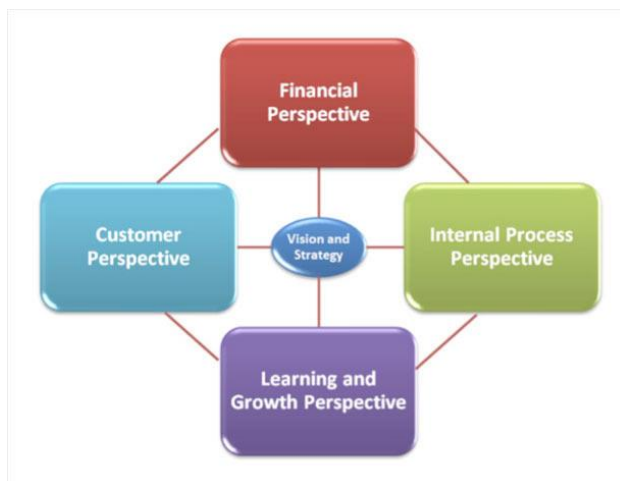 Financial
Perspective
Customer
Perspective
Vision and
Strategy
Internal Process
Perspective
Learning and
Growth Perspective